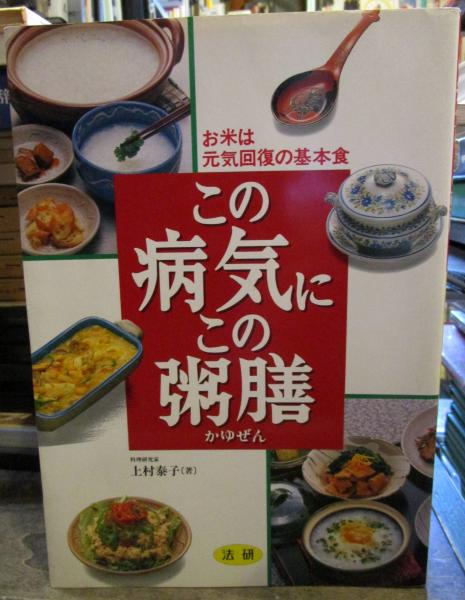 お米は
元気回復の基本食
この
病気に
この
粥膳
かゆぜん
料理研究家
上村泰子〔著〕
法研